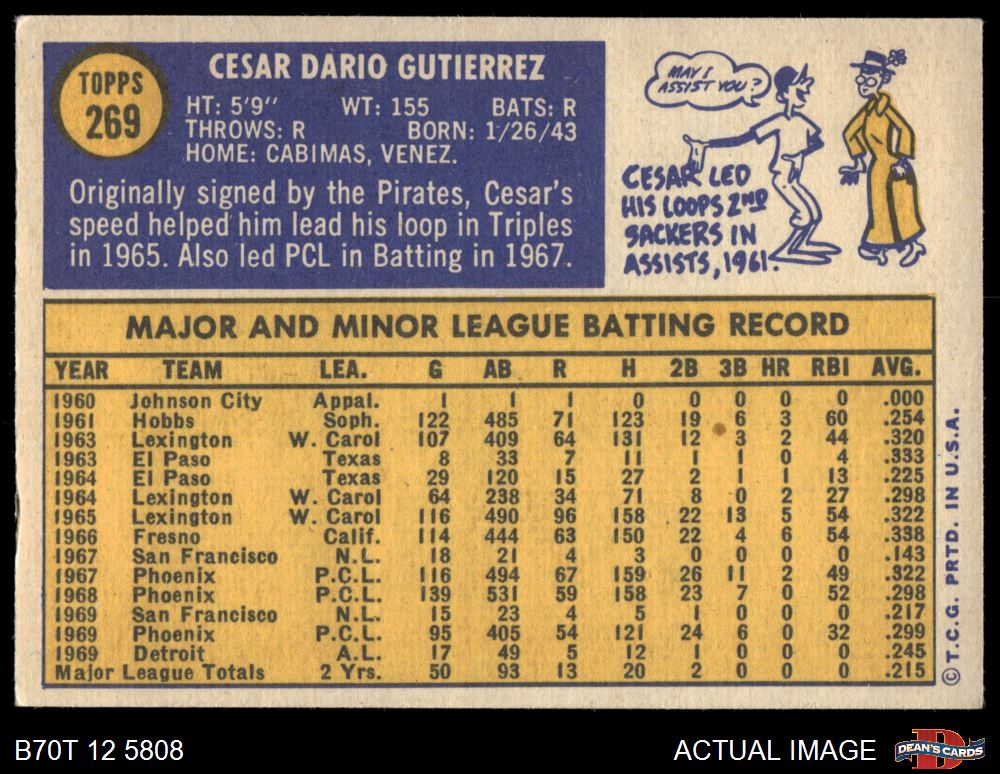 TOPPS
269
CESAR DARIO GUTIERREZ
HT: 5'9" WT: 155 BATS: R
THROWS: R BORN: 1/26/43
HOME: CABIMAS, VENEZ.
Originally signed by the Pirates, Cesar's
speed helped him lead his loop in Triples
in 1965. Also led PCL in Batting in 1967.
MAY I
ASSIST YOU?
CESAR LED
HIS LOOPS 2ND
SACKERS IN
ASSISTS, 1961.
MAJOR AND MINOR LEAGUE BATTING RECORD
YEAR TEAM LEA. G AB R H 2B 3B HR RBI AVG.
1960 Johnson City Appal. 1 1 1 0 0 0 0 0 .000
1961 Hobbs Soph. 122 485 71 123 19 6 3 60 .254
1963 Lexington W. Carol 107 409 64 131 12 3 2 44 .320
1963 El Paso Texas 8 33 7 11 1 1 0 4 .333
1964 El Paso Texas 29 120 15 27 2 1 1 13 .225
1964 Lexington W. Carol 64 238 34 71 8 0 2 27 .298
1965 Lexington W. Carol 116 490 96 158 22 13 5 54 .322
1966 Fresno Calif. 114 444 63 150 22 4 6 54 .338
1967 San Francisco N.L. 18 21 4 3 0 0 0 0 .143
1967 Phoenix P.C.L. 116 494 67 159 26 11 2 49 .322
1968 Phoenix P.C.L. 139 531 59 158 23 7 0 52 .298
1969 San Francisco N.L. 15 23 4 5 1 0 0 0 .217
1969 Phoenix P.C.L. 95 405 54 121 24 6 0 32 .299
1969 Detroit A.L. 17 49 5 12 1 0 0 0 .245
Major League Totals 2 Yrs. 50 93 13 20 2 0 0 0 .215
© T.C.G. PRTD. IN U.S.A.
B70T 12 5808
ACTUAL IMAGE
DEAN'S CARDS